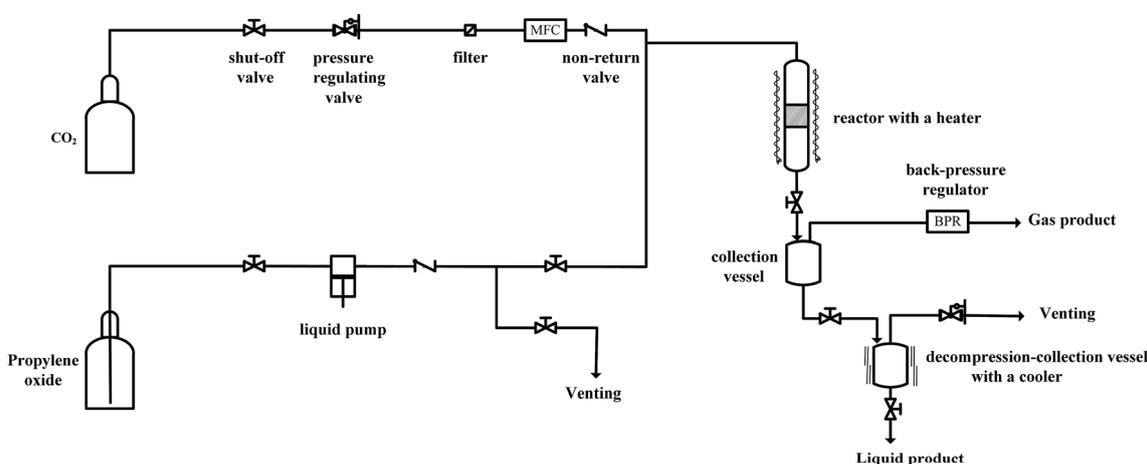 MFC
shut-off
valve
pressure
regulating
valve
filter
non-return
valve
CO₂
reactor with a heater
back-pressure
regulator
BPR
Gas product
collection
vessel
liquid pump
Propylene
oxide
Venting
Venting
decompression-collection vessel
with a cooler
Liquid product